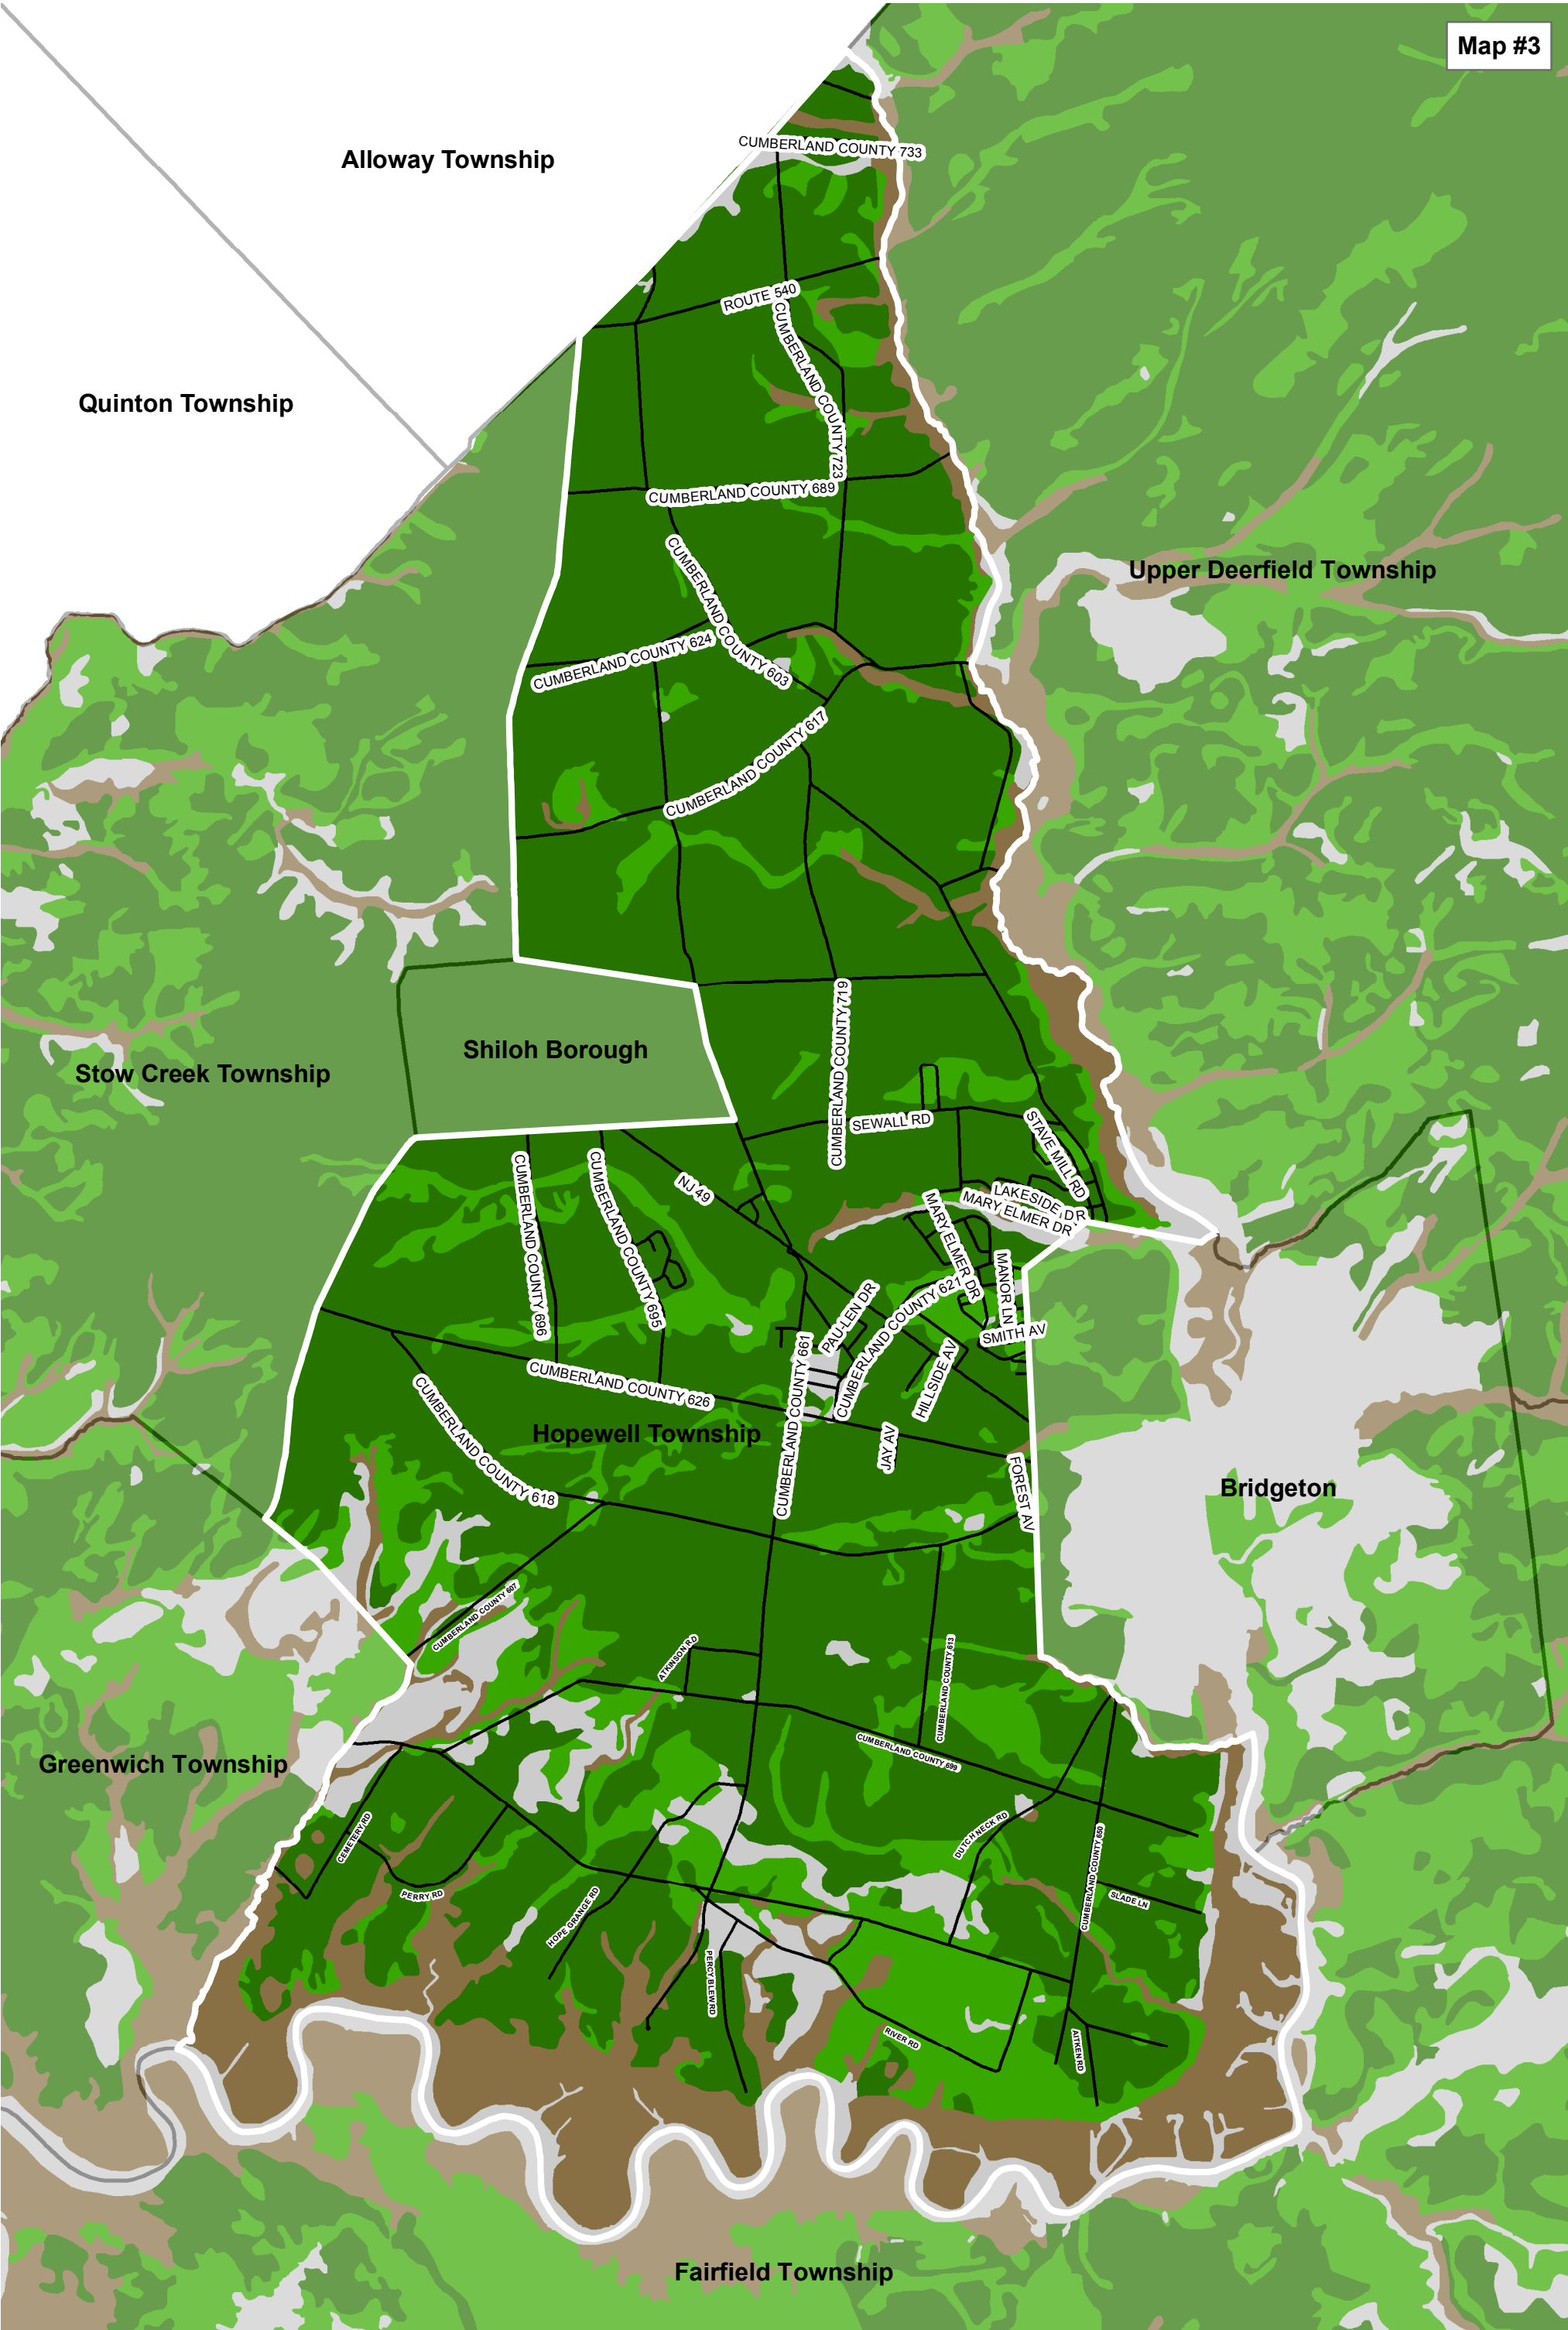 Map #3
Alloway Township
CUMBERLAND COUNTY 733
ROUTE 540
CUMBERLAND COUNTY 723
Quinton Township
CUMBERLAND COUNTY 689
Upper Deerfield Township
CUMBERLAND COUNTY 603
CUMBERLAND COUNTY 624
CUMBERLAND COUNTY 617
CUMBERLAND COUNTY 719
Shiloh Borough
Stow Creek Township
SEWALL RD
STAVE MILL RD
CUMBERLAND COUNTY 696
CUMBERLAND COUNTY 695
NJ 49
LAKESIDE DR
MARY ELMER DR
MARY ELMER DR
MANOR LN
PAU-LEN DR
CUMBERLAND COUNTY 621
SMITH AV
HILLSIDE AV
CUMBERLAND COUNTY 661
CUMBERLAND COUNTY 626
CUMBERLAND COUNTY 618
Hopewell Township
JAY AV
FOREST AV
Bridgeton
CUMBERLAND COUNTY 607
ATKINSON RD
CUMBERLAND COUNTY 613
CUMBERLAND COUNTY 699
Greenwich Township
CEMETERY RD
DUTCH NECK RD
CUMBERLAND COUNTY 650
PERRY RD
HOPE GRANGE RD
SLADE LN
PERCY BLEW RD
RIVER RD
AITKEN RD
Fairfield Township